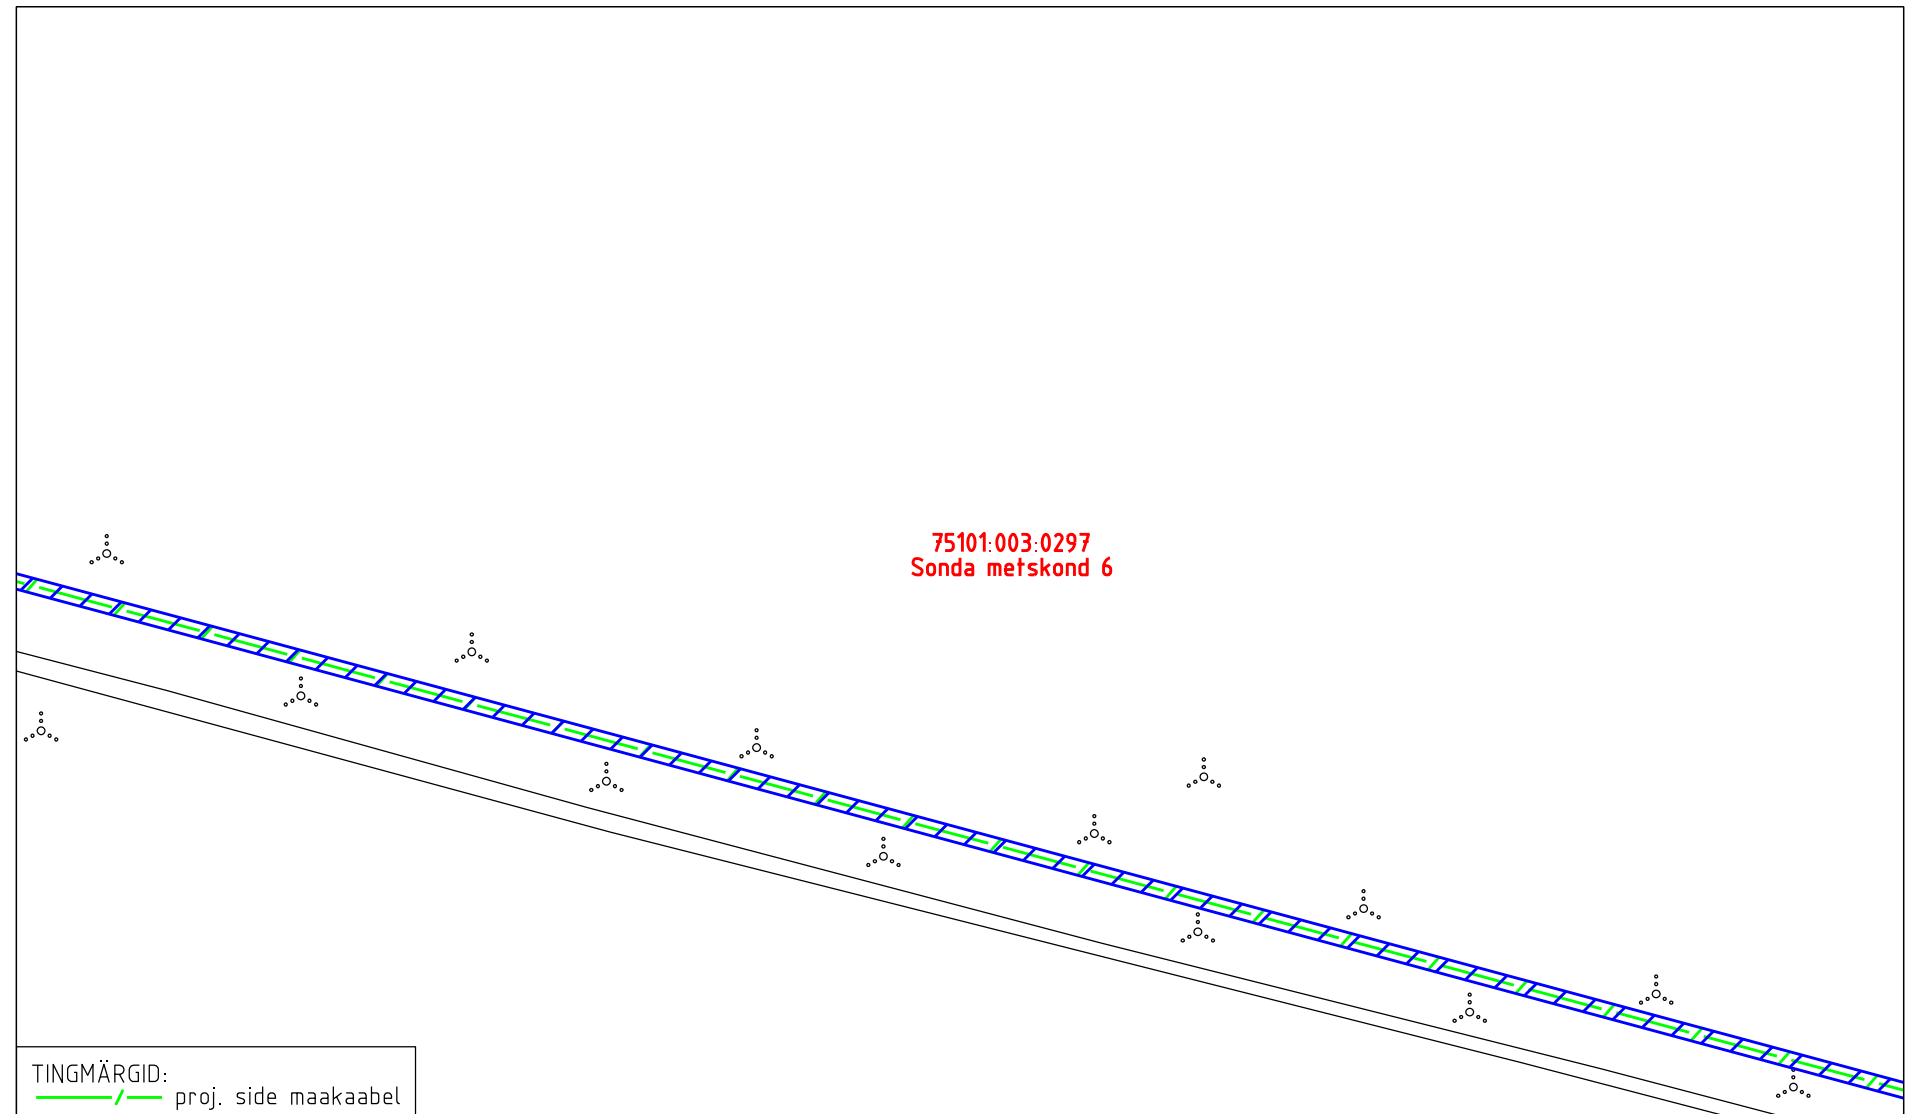 75101:003:0297
Sonda metskond 6
TINGMÄRGID:
proj. side maakaabel